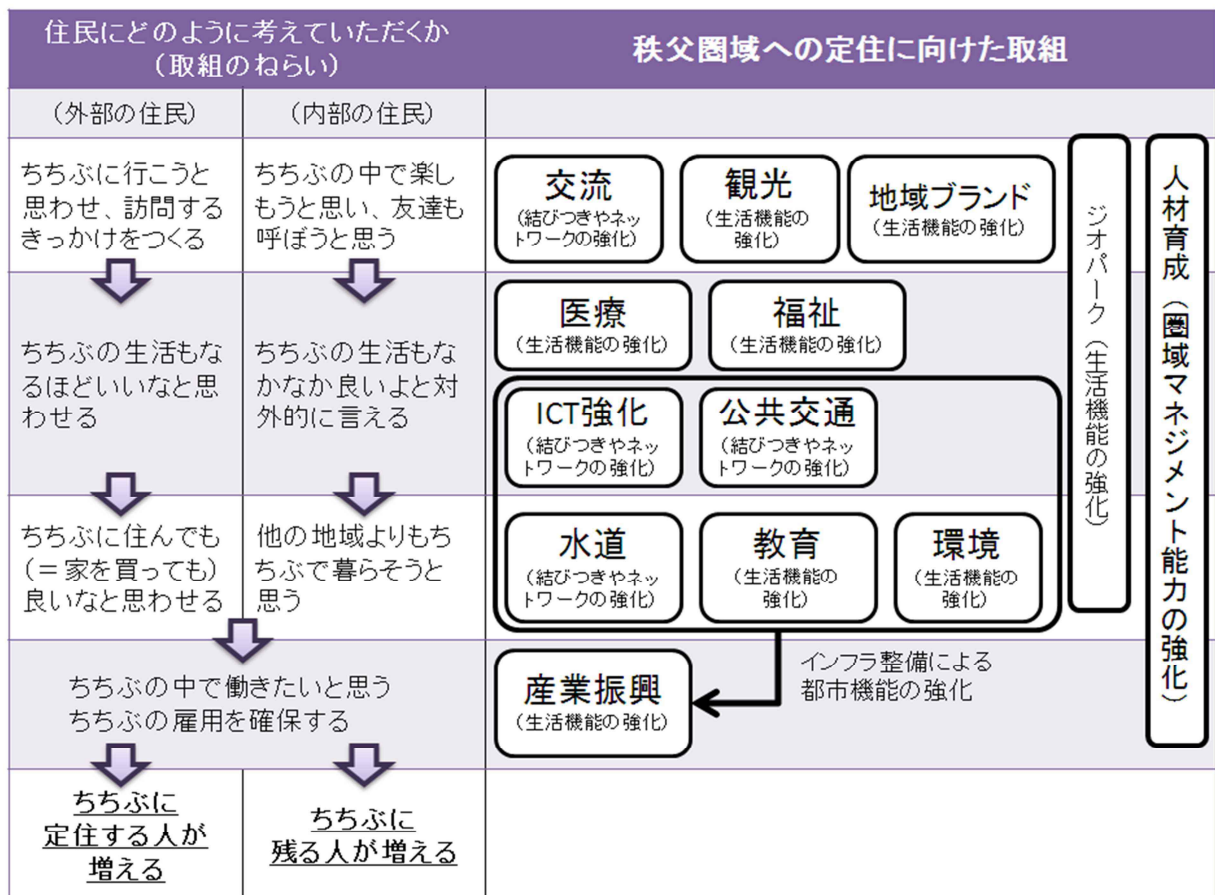 住民にどのように考えていただくか
(取組のねらい)
秩父圏域への定住に向けた取組
(外部の住民)
(内部の住民)
ちちぶに行こうと
思わせ、訪問する
きっかけをつくる
ちちぶの中で楽し
もうと思い、友達も
呼ぼうと思う
交流
(結びつきやネッ
トワークの強化)
観光
(生活機能の
強化)
地域ブランド
(生活機能の強化)
ジオパーク(生活機能の強化)
人材育成(圏域マネジメント能力の強化)
ちちぶの生活もな
るほどいいなと思
わせる
ちちぶの生活もな
かなか良いよと対
外的に言える
医療
(生活機能の強化)
福祉
(生活機能の強化)
ICT強化
(結びつきやネッ
トワークの強化)
公共交通
(結びつきやネッ
トワークの強化)
ちちぶに住んでも
(=家を買っても)
良いなと思わせる
他の地域よりもち
ちぶで暮らそうと
思う
水道
(結びつきやネッ
トワークの強化)
教育
(生活機能の
強化)
環境
(生活機能の
強化)
ちちぶの中で働きたいと思う
ちちぶの雇用を確保する
産業振興
(生活機能の強化)
インフラ整備による
都市機能の強化
ちちぶに
定住する人が
増える
ちちぶに
残る人が増える